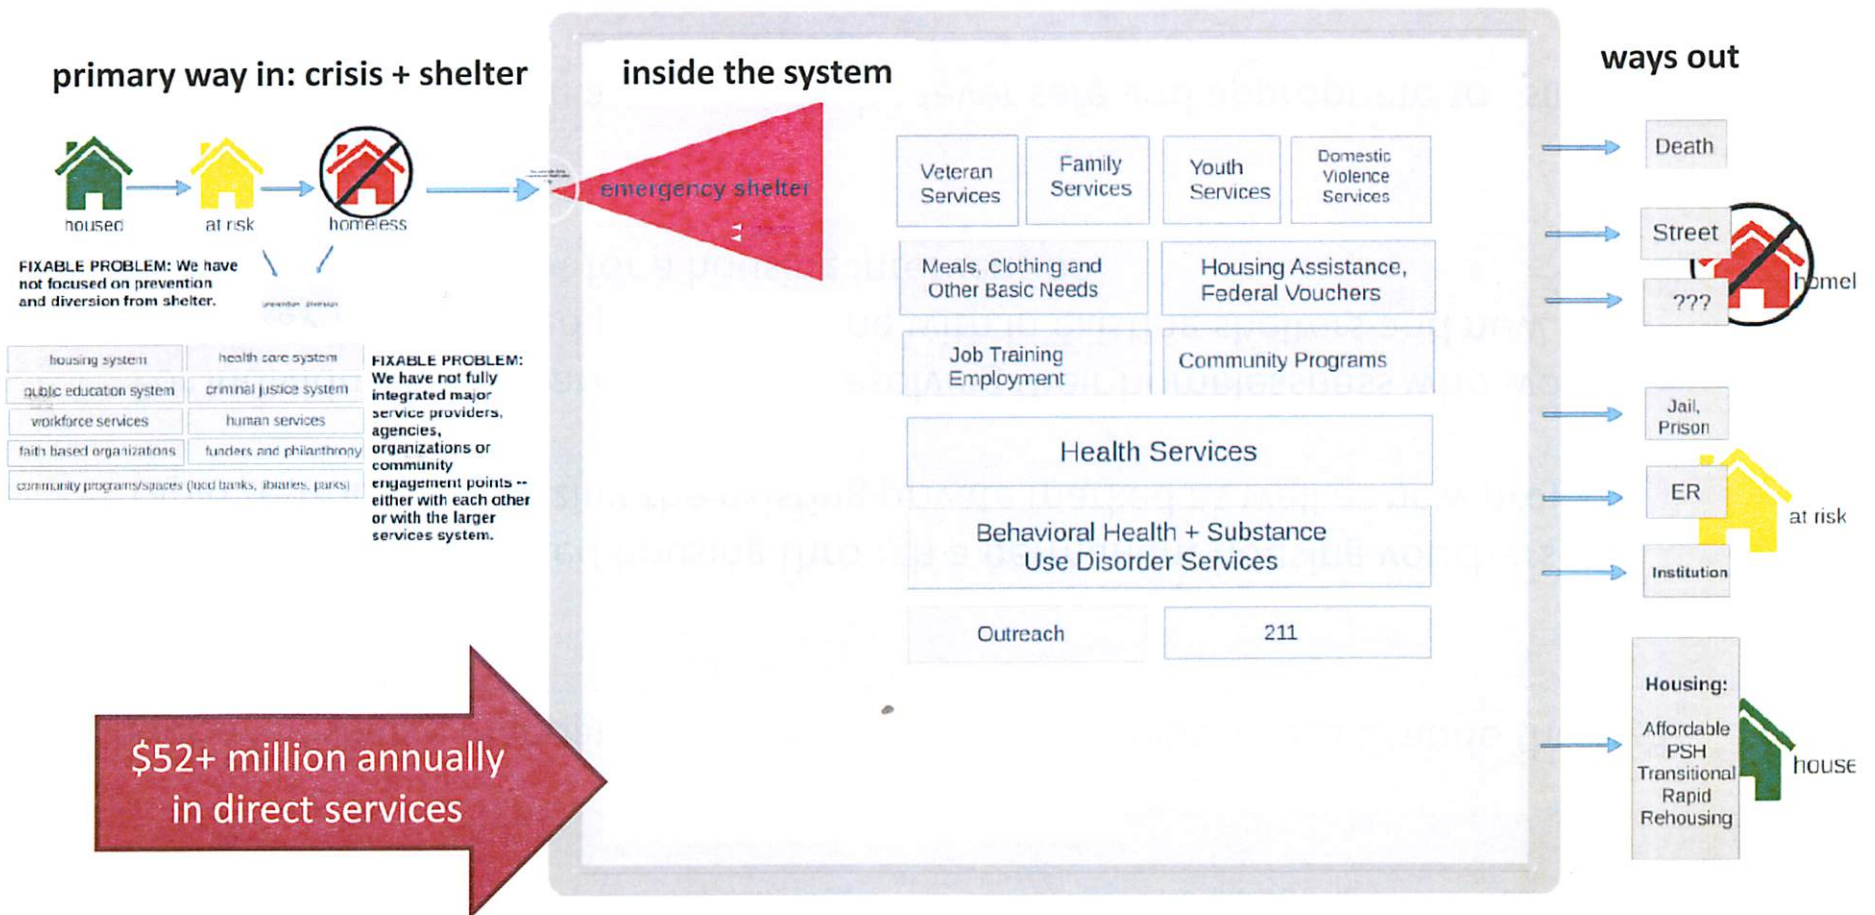 primary way in: crisis + shelter
housed
at risk
homeless
FIXABLE PROBLEM: We have
not focused on prevention
and diversion from shelter.
prevention
diversion
housing system
health care system
public education system
criminal justice system
workforce services
human services
faith based organizations
funders and philanthropy
community programs/spaces (food banks, libraries, parks)
FIXABLE PROBLEM:
We have not fully
integrated major
service providers,
agencies,
organizations or
community
engagement points --
either with each other
or with the larger
services system.
$52+ million annually
in direct services
inside the system
emergency shelter
Veteran
Services
Family
Services
Youth
Services
Domestic
Violence
Services
Meals, Clothing and
Other Basic Needs
Housing Assistance,
Federal Vouchers
Job Training
Employment
Community Programs
Health Services
Behavioral Health + Substance
Use Disorder Services
Outreach
211
ways out
Death
Street
???
homel
Jail,
Prison
ER
at risk
Institution
Housing:
Affordable
PSH
Transitional
Rapid
Rehousing
house